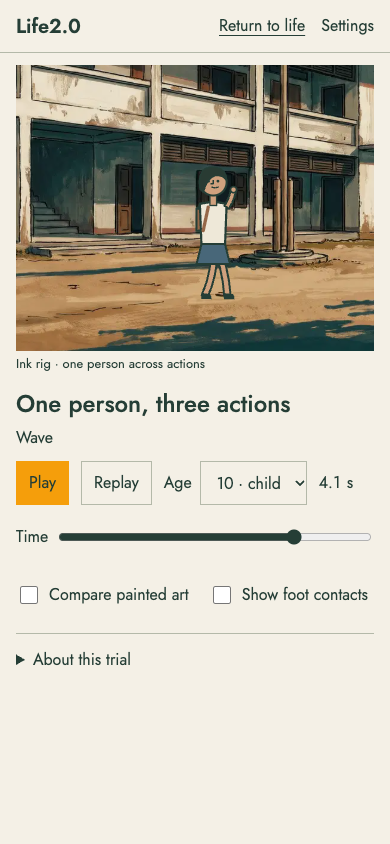 Life2.0
Return to life
Settings
Ink rig · one person across actions
One person, three actions
Wave
Play
Replay
Age
10 · child
4.1 s
Time
Compare painted art
Show foot contacts
About this trial